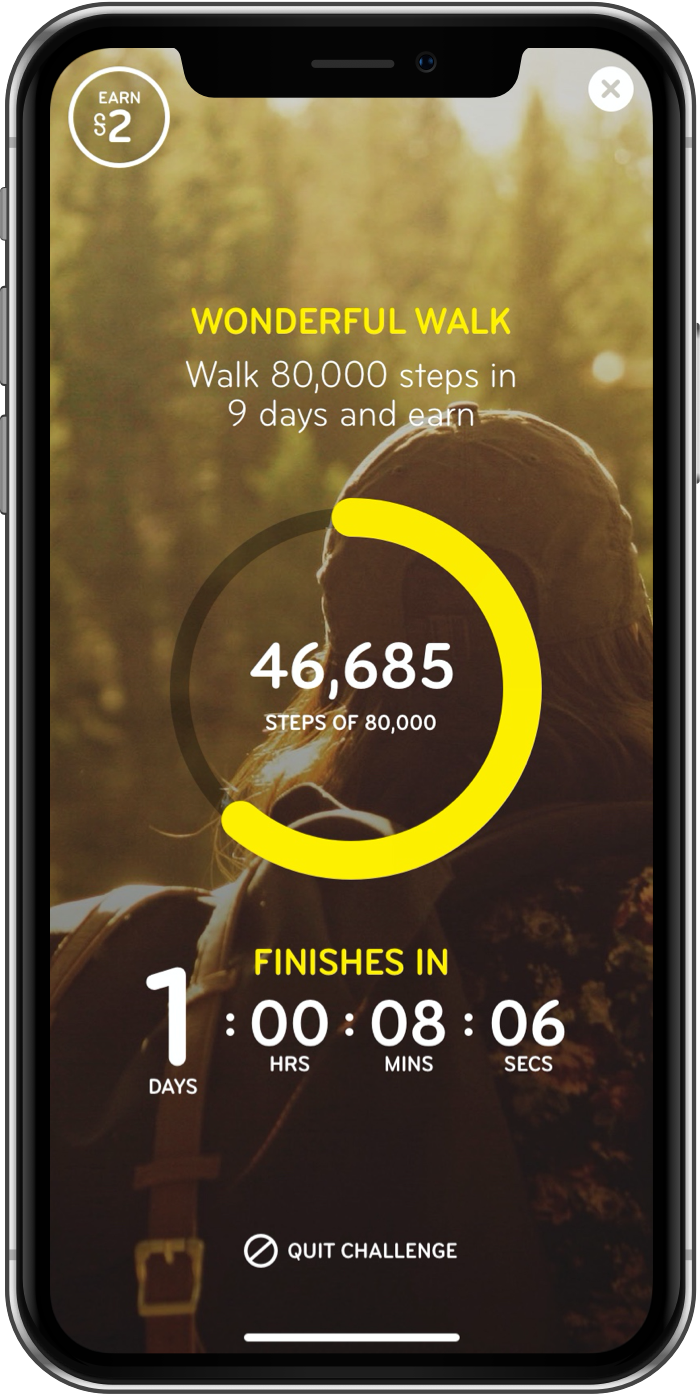 EARN
$2
WONDERFUL WALK
Walk 80,000 steps in
9 days and earn
46,685
STEPS OF 80,000
FINISHES IN
1 : 00 : 08 : 06
DAYS HRS MINS SECS
QUIT CHALLENGE